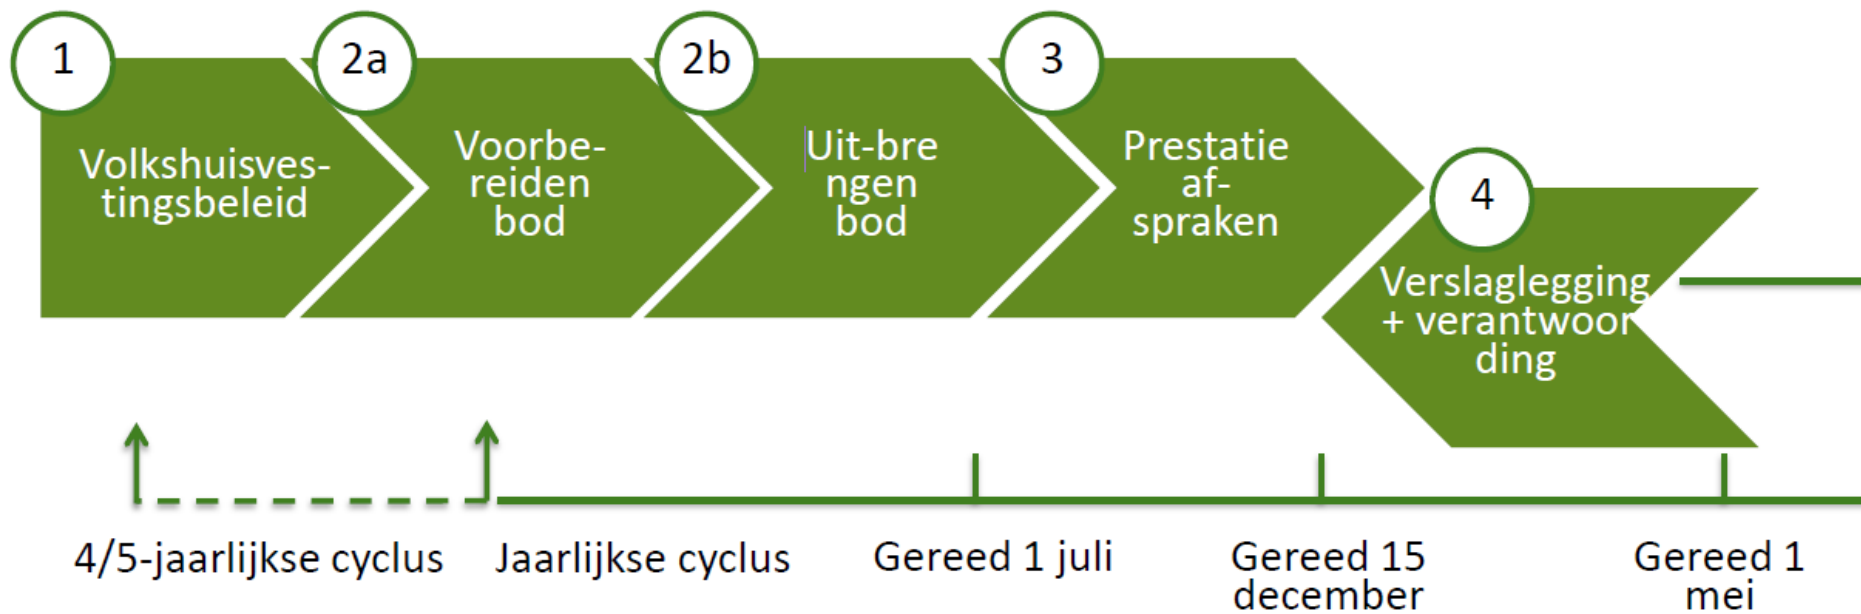 1
Volkshuisves-
tingsbeleid
2a
Voorbe-
reiden
bod
2b
Uit-bre
ngen
bod
3
Prestatie
af-
spraken
4
Verslaglegging
+ verantwoor
ding
4/5-jaarlijkse cyclus
Jaarlijkse cyclus
Gereed 1 juli
Gereed 15
december
Gereed 1
mei